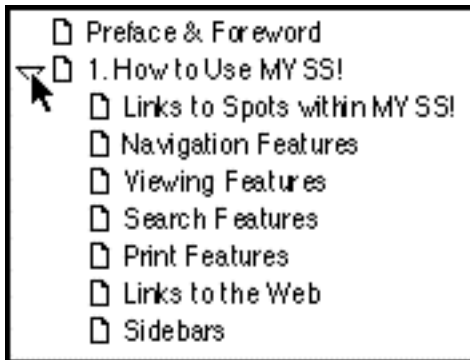 Preface & Foreword
1. How to Use MY SS!
Links to Spots within MY SS!
Navigation Features
Viewing Features
Search Features
Print Features
Links to the Web
Sidebars